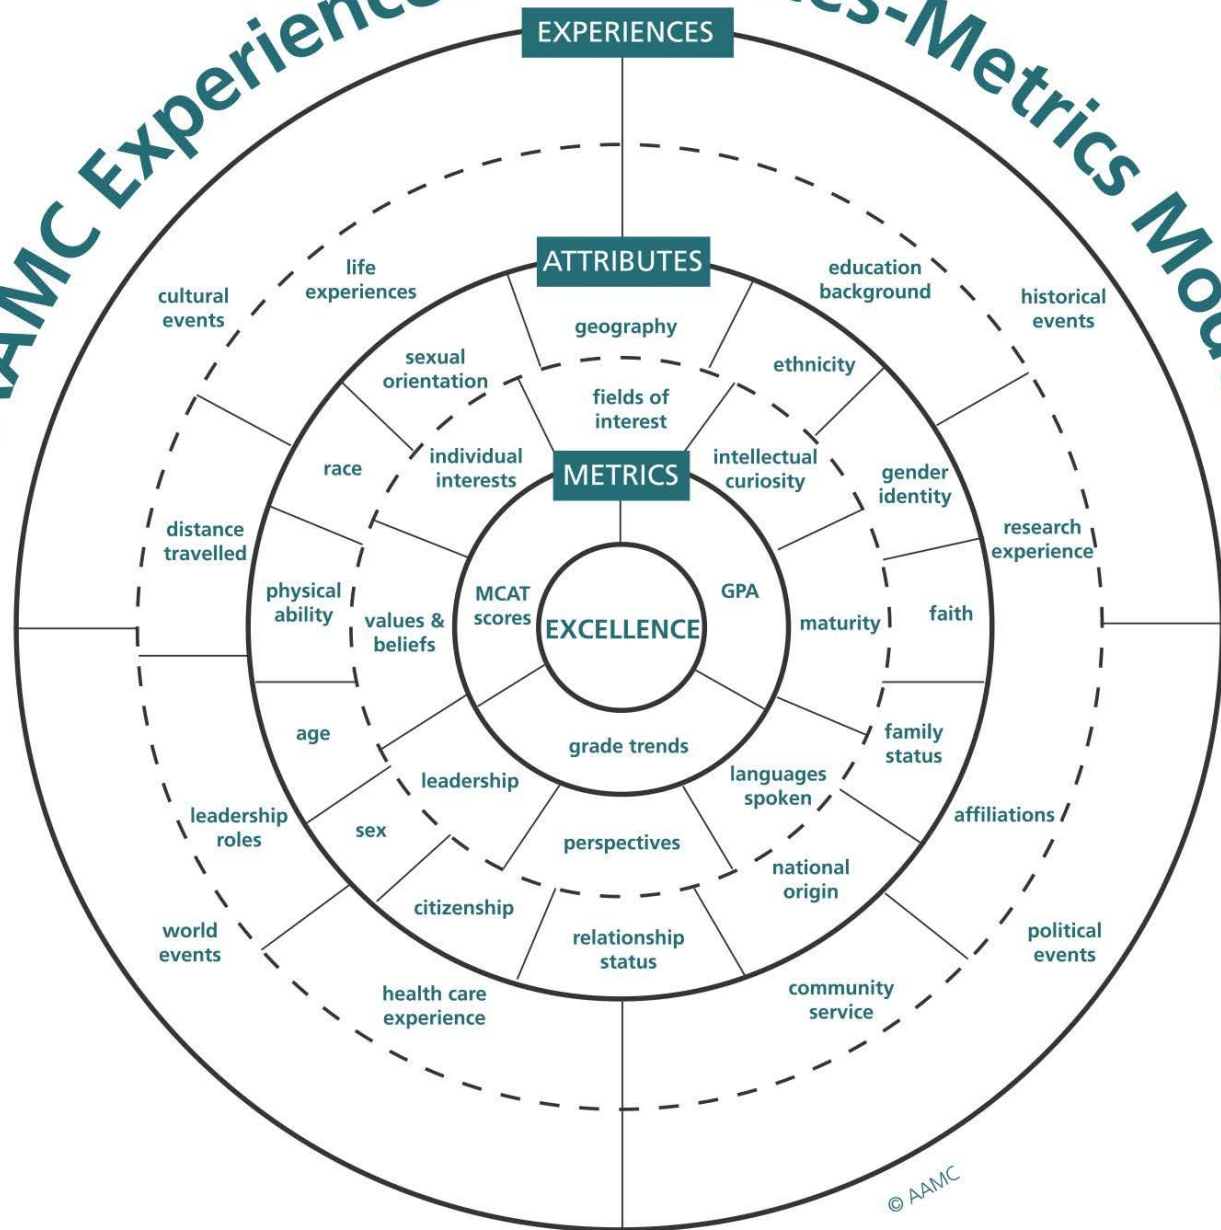 AAMC Experience
es-Metrics Mod
EXPERIENCES
cultural
events
life
experiences
education
background
historical
events
distance
travelled
research
experience
leadership
roles
affiliations
world
events
health care
experience
community
service
political
events
ATTRIBUTES
geography
sexual
orientation
ethnicity
race
gender
identity
physical
ability
faith
age
family
status
sex
national
origin
citizenship
relationship
status
fields of
interest
individual
interests
intellectual
curiosity
values &
beliefs
maturity
leadership
languages
spoken
perspectives
METRICS
MCAT
scores
GPA
grade trends
EXCELLENCE
© AAMC